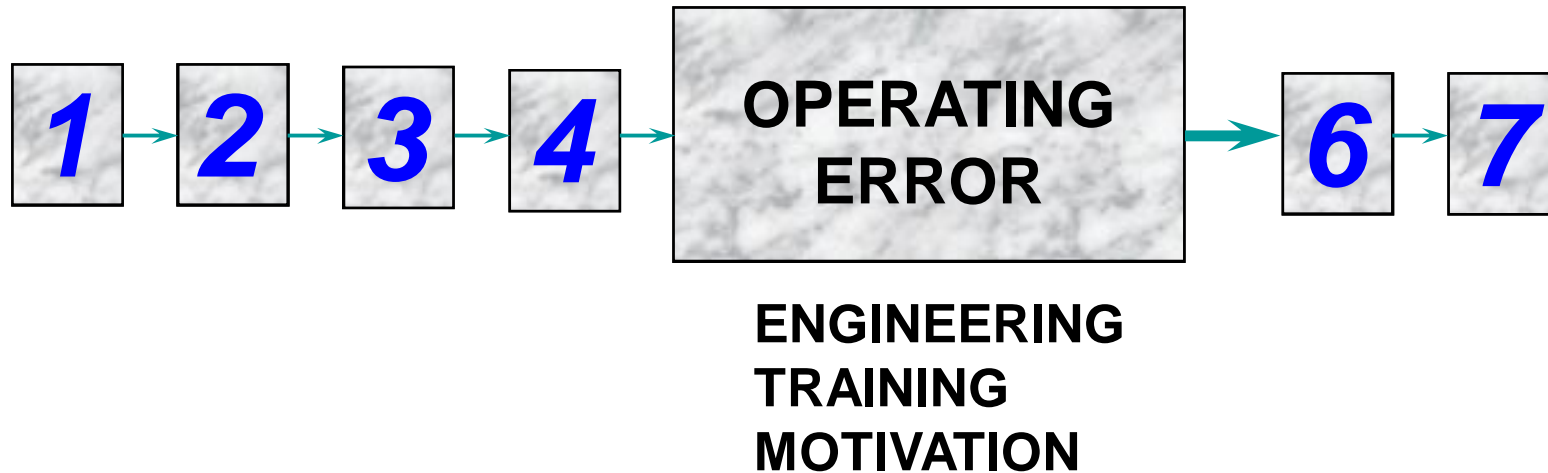 1 2 3 4 OPERATING 6 7
ERROR
ENGINEERING
TRAINING
MOTIVATION